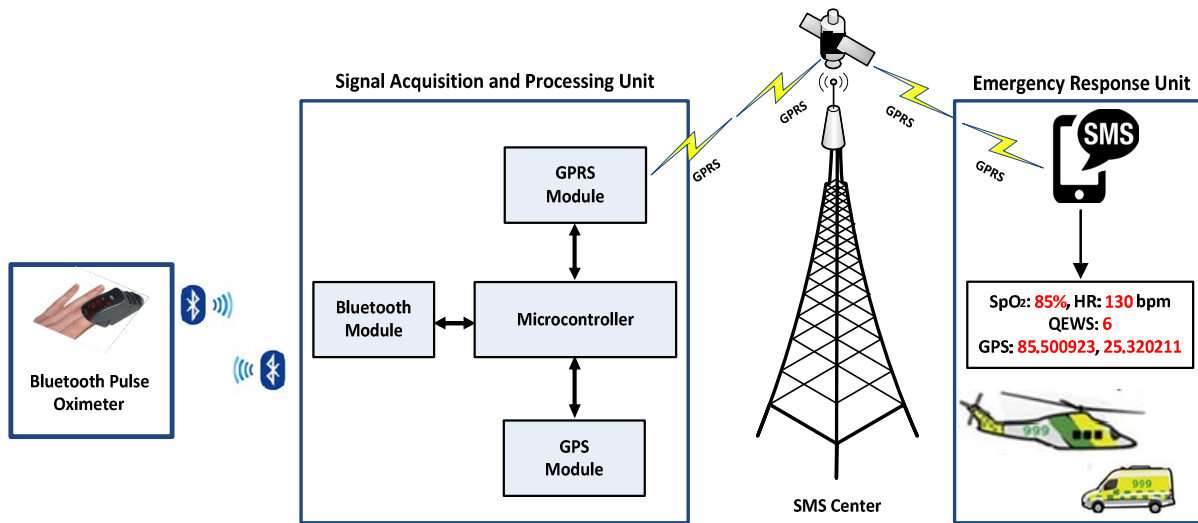 Signal Acquisition and Processing Unit
Emergency Response Unit
GPRS
GPRS
GPRS
GPRS
SMS
GPRS
Module
Bluetooth
Module
Microcontroller
GPS
Module
Bluetooth Pulse
Oximeter
SMS Center
SpO2: 85%, HR: 130 bpm
QEWS: 6
GPS: 85,500923, 25,320211
999
999